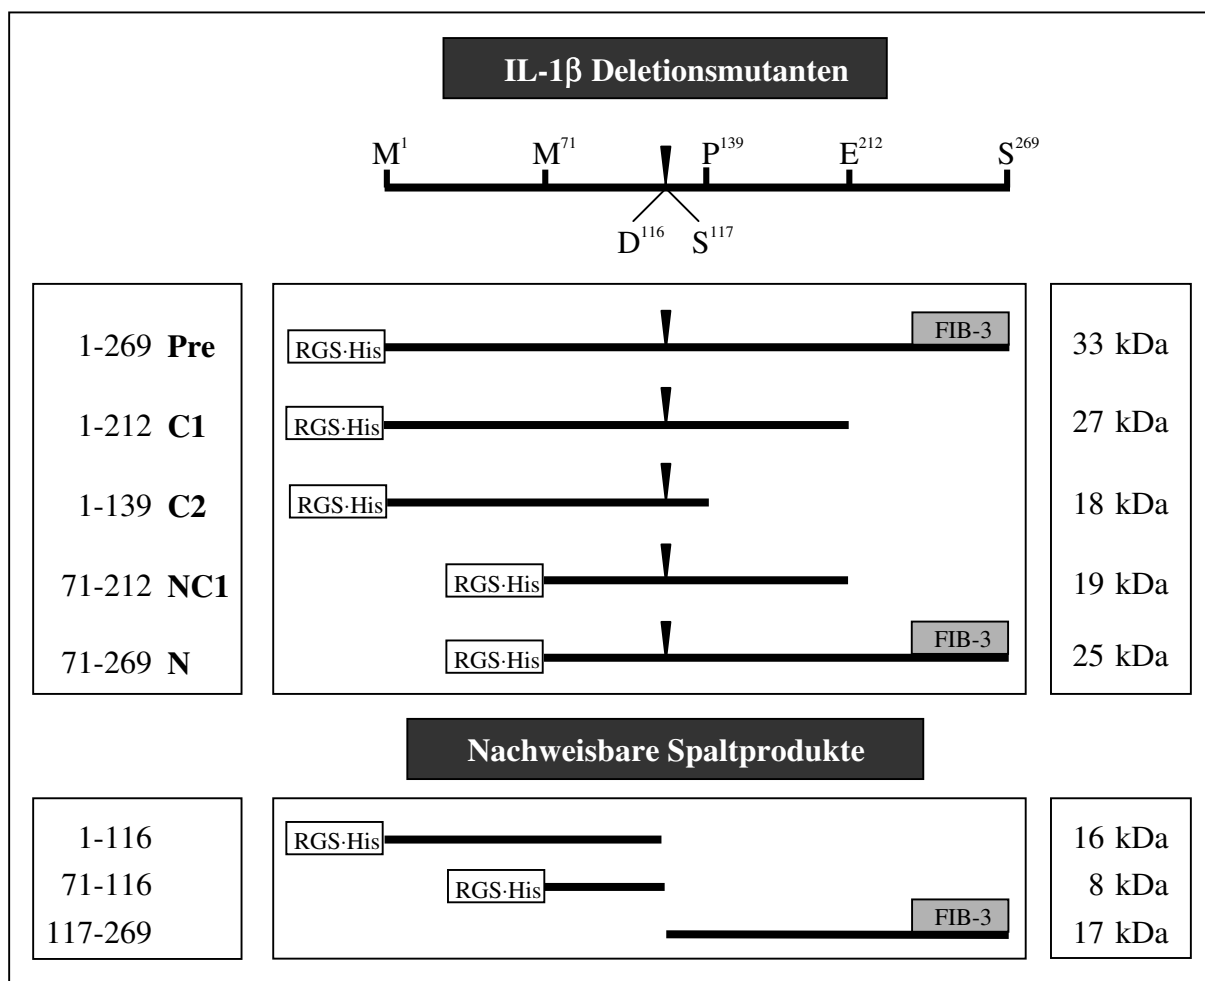 IL-1β Deletionsmutanten
M¹ M⁷¹ P¹³⁹ E²¹² S²⁶⁹
D¹¹⁶ S¹¹⁷
1-269 Pre RGS·His FIB-3 33 kDa
1-212 C1 RGS·His 27 kDa
1-139 C2 RGS·His 18 kDa
71-212 NC1 RGS·His 19 kDa
71-269 N RGS·His FIB-3 25 kDa
Nachweisbare Spaltprodukte
1-116 RGS·His 16 kDa
71-116 RGS·His 8 kDa
117-269 FIB-3 17 kDa